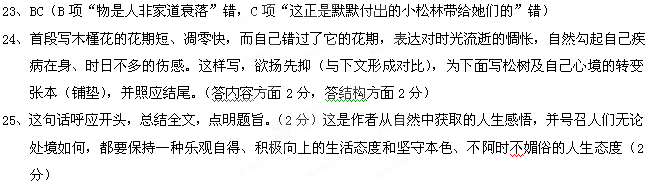 23、BC（B 项“物是人非家道衰落”错，C 项“这正是默默付出的小松林带给她们的”错）
24、首段写木槿花的花期短、凋零快，而自己错过了它的花期，表达对时光流逝的惆怅，自然勾起自己疾
病在身、时日不多的伤感。这样写，欲扬先抑（与下文形成对比），为下面写松树及自己心境的转变
张本（铺垫），并照应结尾。（答内容方面 2 分，答结构方面 2 分）
25、这句话呼应开头，总结全文，点明题旨。（2 分）这是作者从自然中获取的人生感悟，并号召人们无论
处境如何，都要保持一种乐观自得、积极向上的生活态度和坚守本色、不阿时不媚俗的人生态度（2
分）